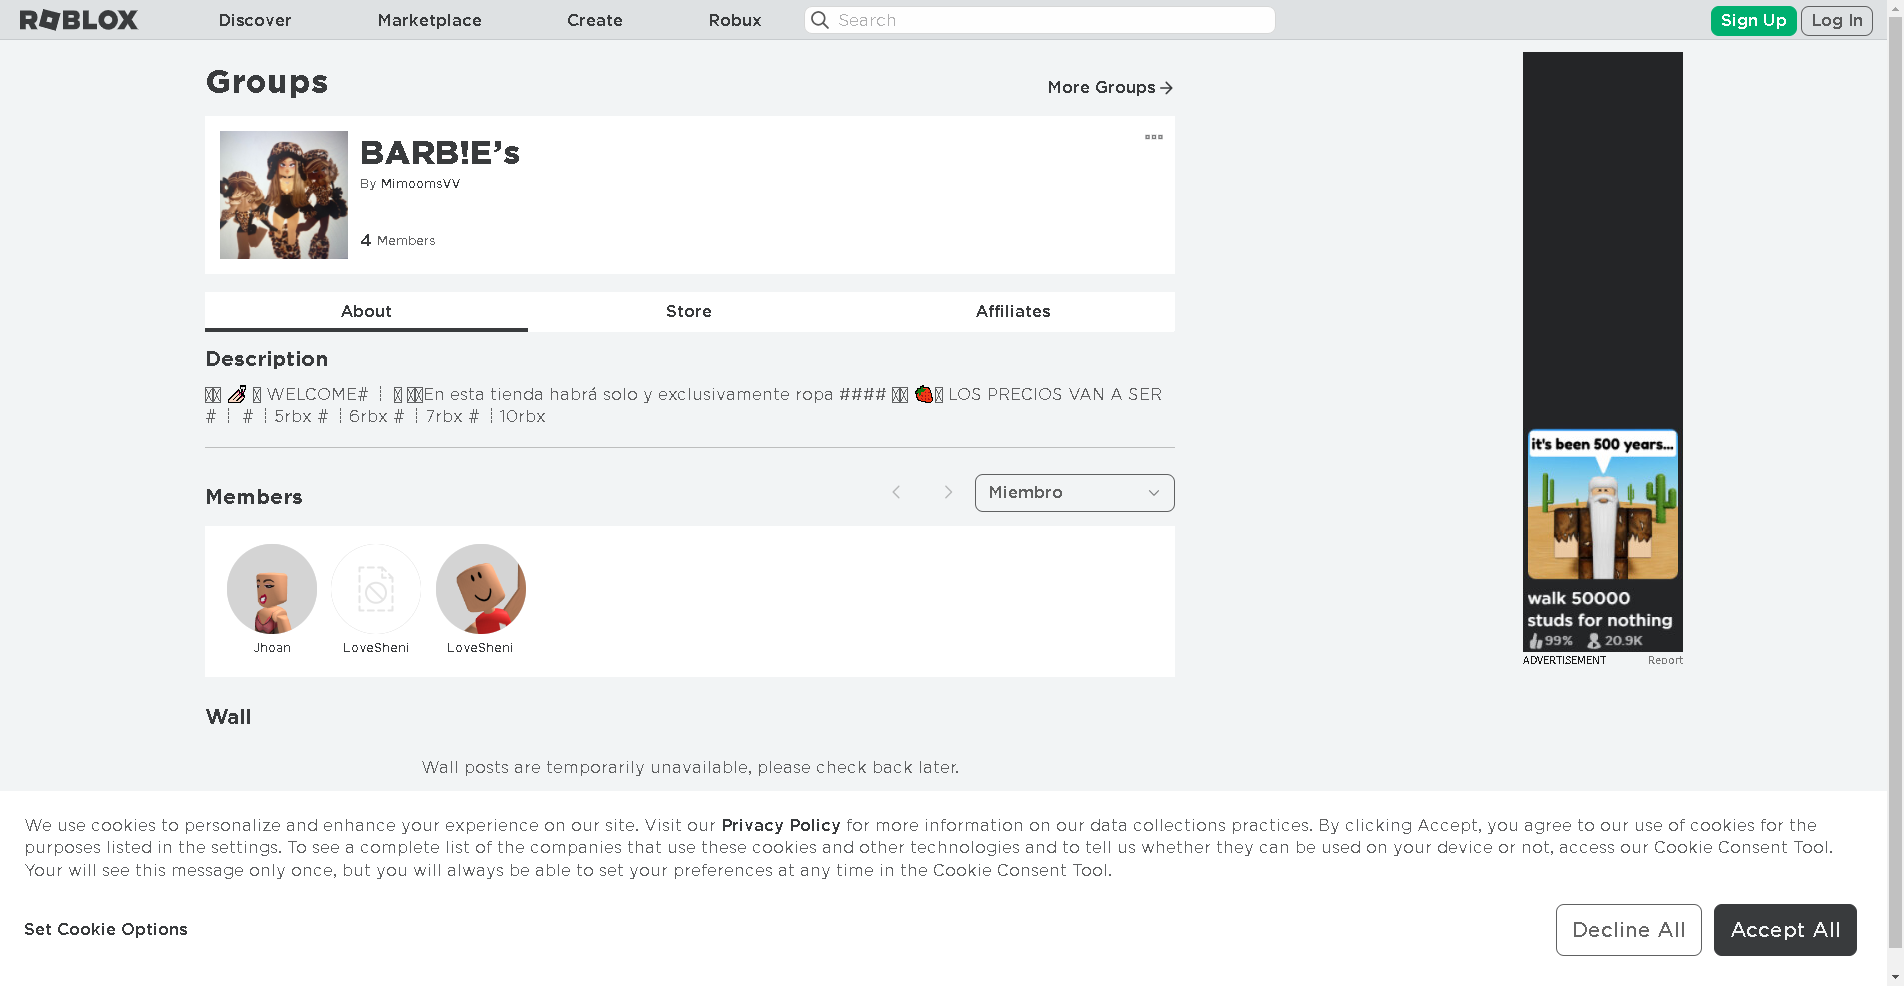 ROBLOX
Discover
Marketplace
Create
Robux
Search
Sign Up
Log In
Groups
More Groups
BARB!E’s
By MimoomsVV
4 Members
About
Store
Affiliates
Description
WELCOME# ┊ En esta tienda habrá solo y exclusivamente ropa #### LOS PRECIOS VAN A SER
# ┊ # ┊5rbx # ┊6rbx # ┊7rbx # ┊10rbx
Members
Miembro
Jhoan
LoveSheni
LoveSheni
Wall
Wall posts are temporarily unavailable, please check back later.
it's been 500 years...
walk 50000
studs for nothing
99% 20.9K
ADVERTISEMENT
Report
We use cookies to personalize and enhance your experience on our site. Visit our Privacy Policy for more information on our data collections practices. By clicking Accept, you agree to our use of cookies for the
purposes listed in the settings. To see a complete list of the companies that use these cookies and other technologies and to tell us whether they can be used on your device or not, access our Cookie Consent Tool.
Your will see this message only once, but you will always be able to set your preferences at any time in the Cookie Consent Tool.
Set Cookie Options
Decline All
Accept All